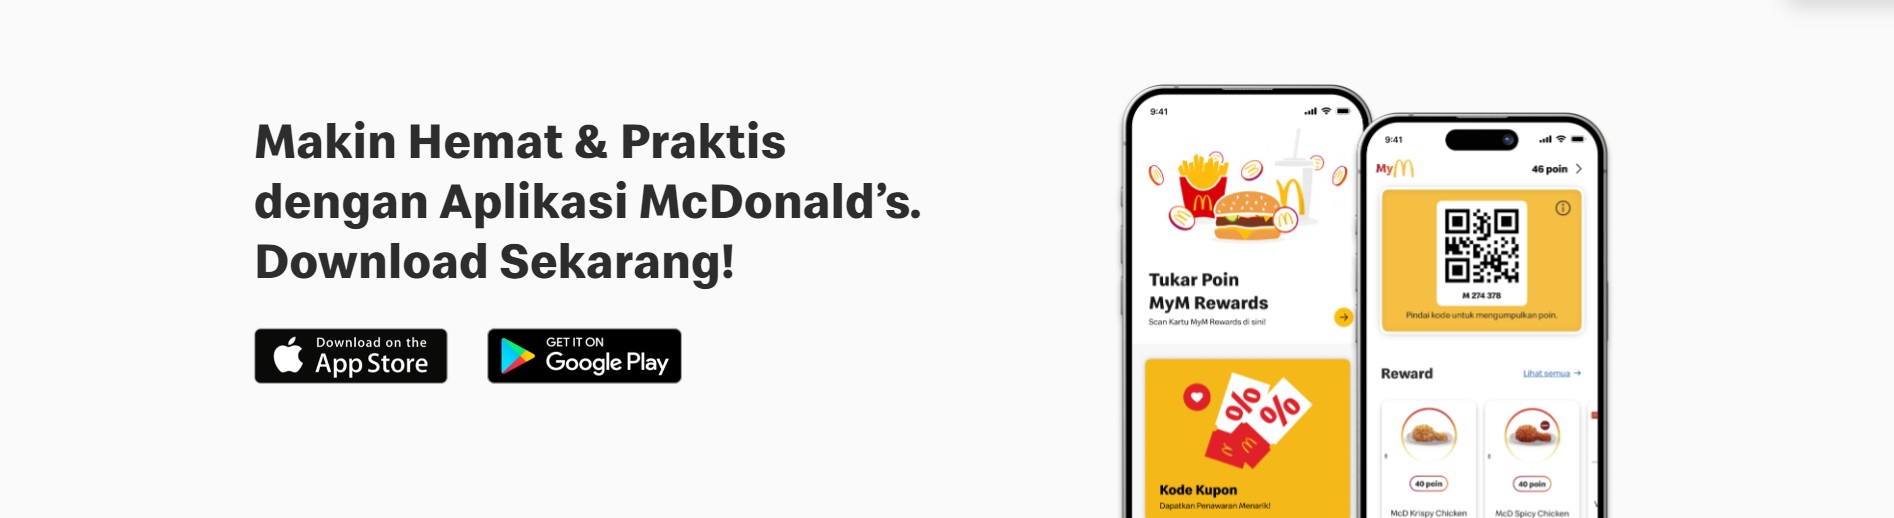 Makin Hemat & Praktis
dengan Aplikasi McDonald's.
Download Sekarang!
Download on the
App Store
GET IT ON
Google Play
9:41
Tukar Poin
MyM Rewards
Scan Kartu MyM Rewards di sini!
%
%
Kode Kupon
Dapatkan Penawaran Menarik!
9:41
My M
46 poin
M 274 378
Pindai kode untuk mengumpulkan poin.
Reward
Lihat semua →
40 poin
40 poin
McD Krispy Chicken
McD Spicy Chicken